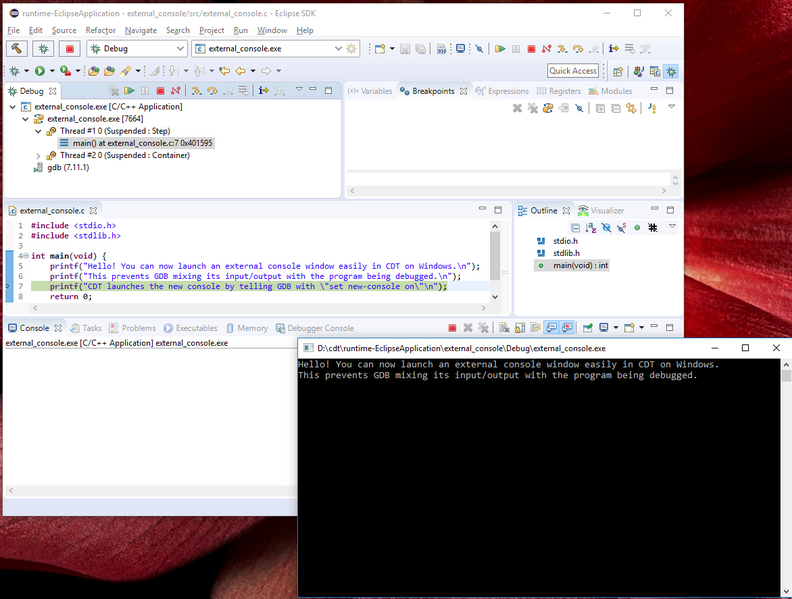 runtime-EclipseApplication - external_console/src/external_console.c - Eclipse SDK
File Edit Source Refactor Navigate Search Project Run Window Help
Debug external_console.exe
Quick Access
Debug
external_console.exe [C/C++ Application]
external_console.exe [7664]
Thread #1 0 (Suspended : Step)
main() at external_console.c:7 0x401595
Thread #2 0 (Suspended : Container)
gdb (7.11.1)
(x)= Variables Breakpoints Expressions Registers Modules
external_console.c
1 #include <stdio.h>
2 #include <stdlib.h>
3
4 int main(void) {
5 printf("Hello! You can now launch an external console window easily in CDT on Windows.\n");
6 printf("This prevents GDB mixing its input/output with the program being debugged.\n");
7 printf("CDT launches the new console by telling GDB with \"set new-console on\"\n");
8 return 0;
Outline Visualizer
stdio.h
stdlib.h
main(void) : int
Console Tasks Problems Executables Memory Debugger Console
external_console.exe [C/C++ Application] external_console.exe
D:\cdt\runtime-EclipseApplication\external_console\Debug\external_console.exe
Hello! You can now launch an external console window easily in CDT on Windows.
This prevents GDB mixing its input/output with the program being debugged.